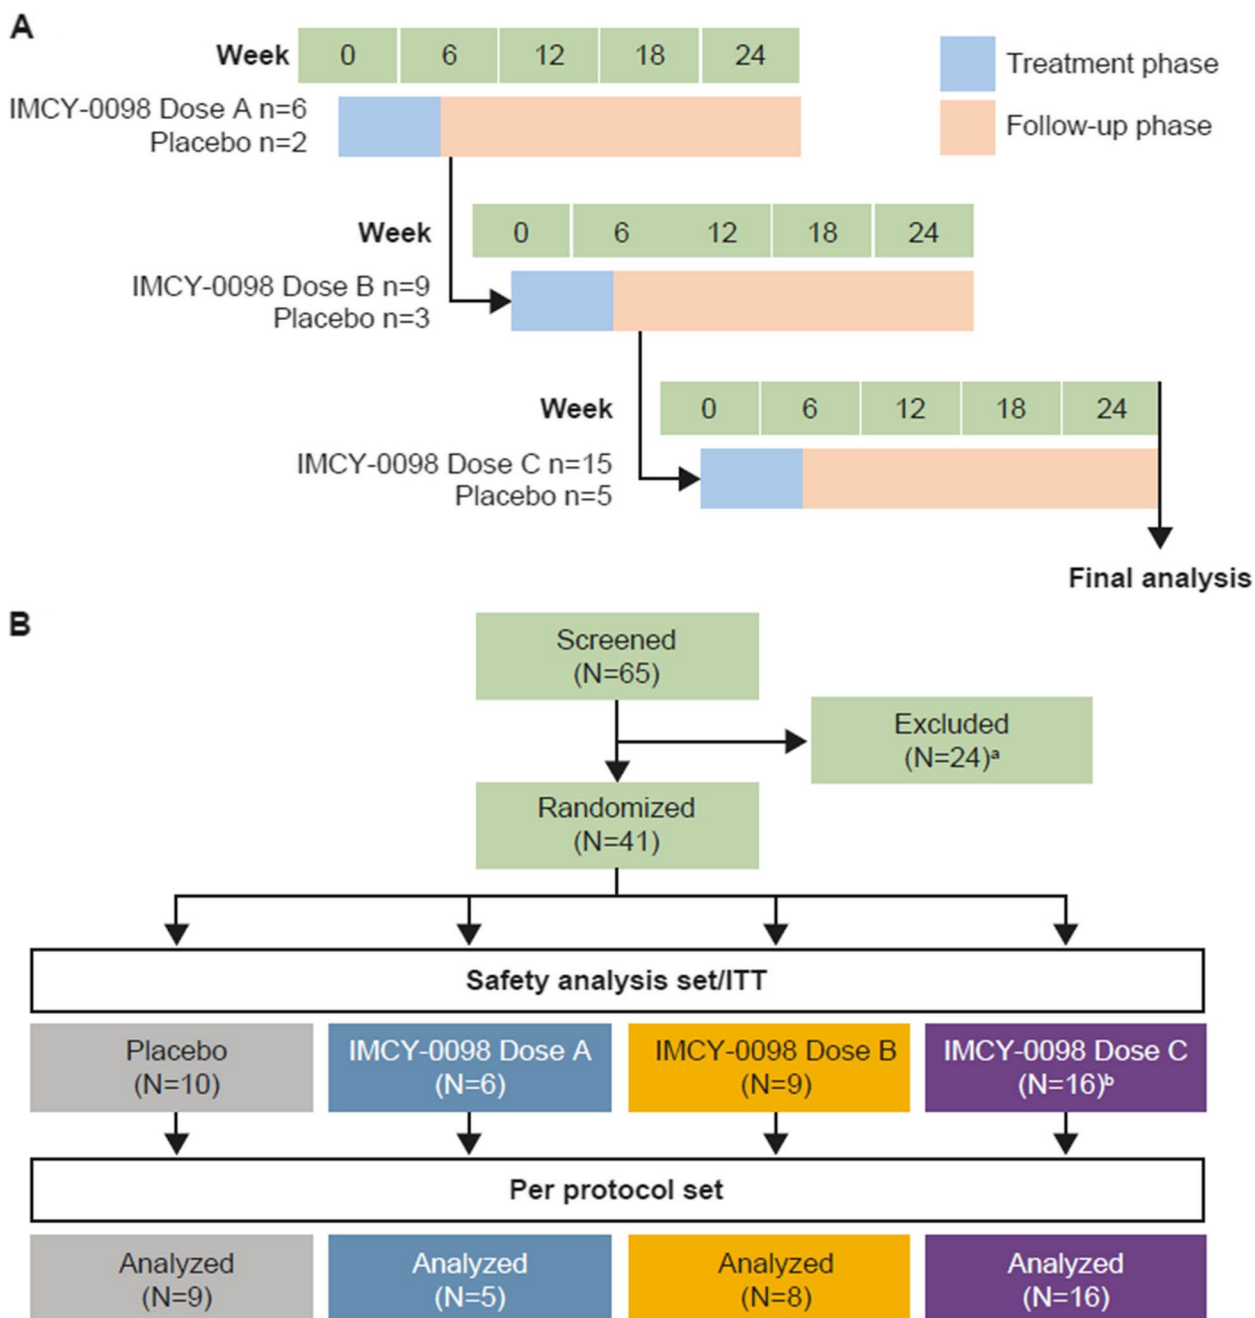 A
Week 0 6 12 18 24
Treatment phase
IMCY-0098 Dose A n=6
Placebo n=2
Follow-up phase
Week 0 6 12 18 24
IMCY-0098 Dose B n=9
Placebo n=3
Week 0 6 12 18 24
IMCY-0098 Dose C n=15
Placebo n=5
Final analysis
B
Screened
(N=65)
Excluded
(N=24)ᵃ
Randomized
(N=41)
Safety analysis set/ITT
Placebo
(N=10)
IMCY-0098 Dose A
(N=6)
IMCY-0098 Dose B
(N=9)
IMCY-0098 Dose C
(N=16)ᵇ
Per protocol set
Analyzed
(N=9)
Analyzed
(N=5)
Analyzed
(N=8)
Analyzed
(N=16)